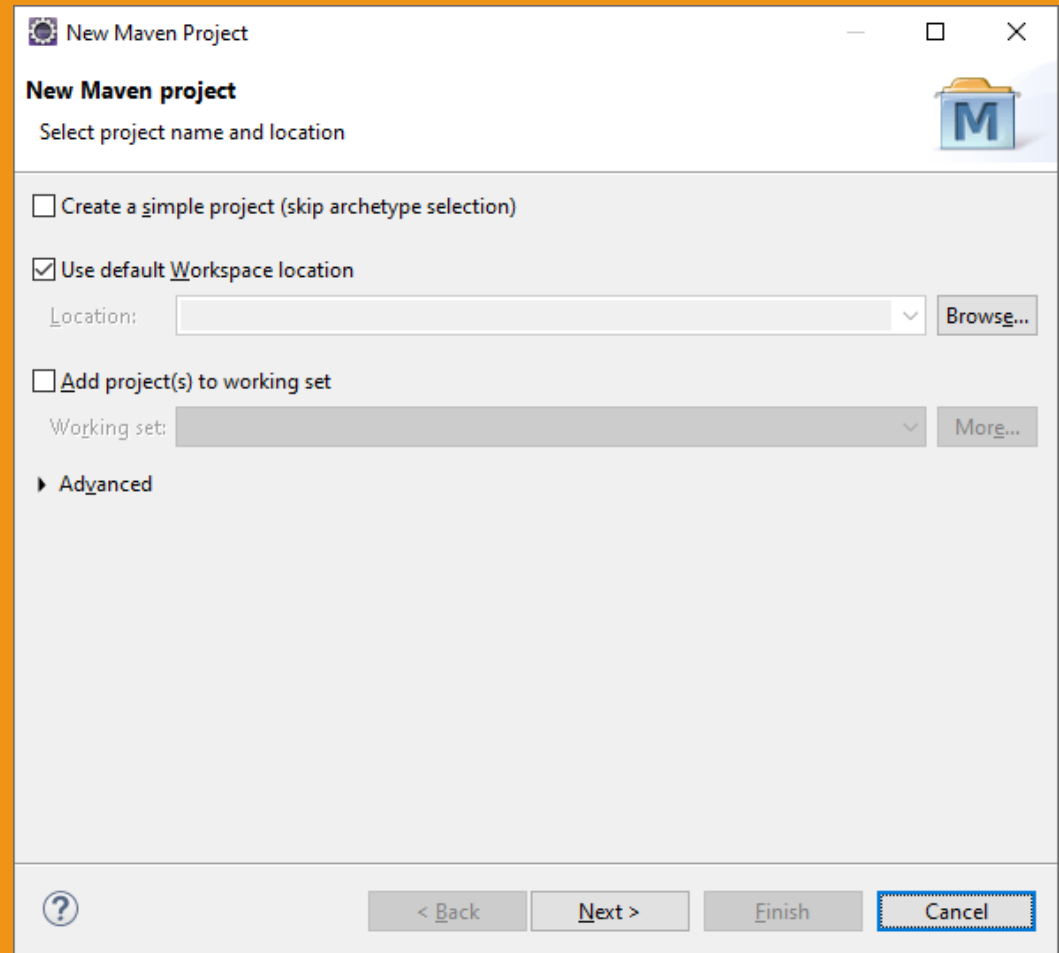 New Maven Project
New Maven project
Select project name and location
M
Create a simple project (skip archetype selection)
Use default Workspace location
Location:
Browse...
Add project(s) to working set
Working set:
More...
Advanced
?
< Back
Next >
Finish
Cancel